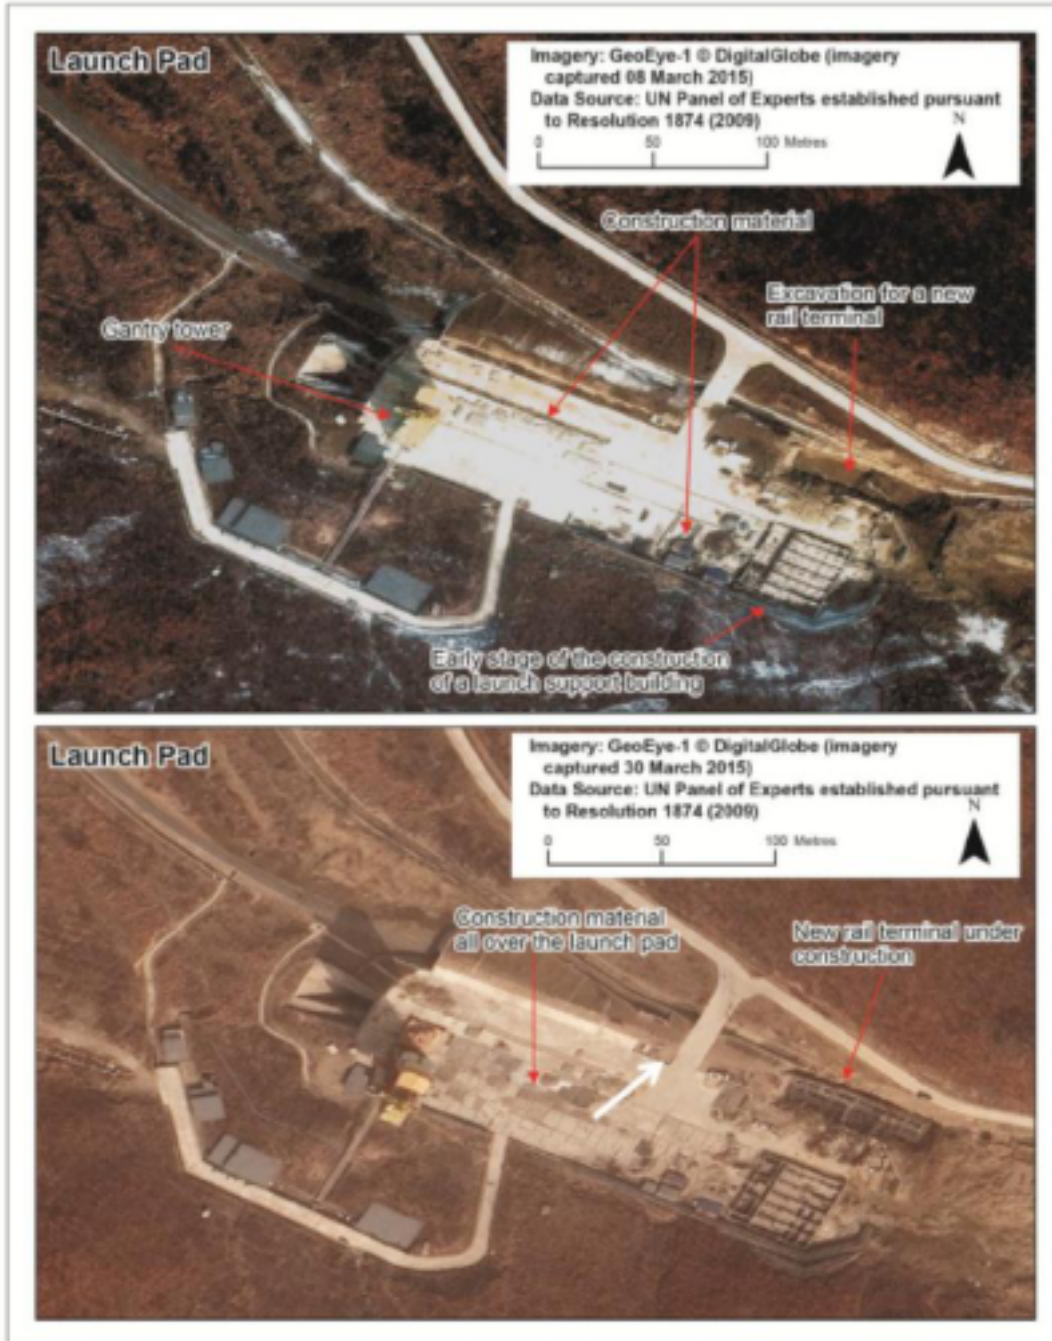 Launch Pad
Imagery: GeoEye-1 © DigitalGlobe (imagery
captured 08 March 2015)
Data Source: UN Panel of Experts established pursuant
to Resolution 1874 (2009)
N
0 50 100 Metres
Construction material
Excavation for a new
rail terminal
Gantry tower
Early stage of the construction
of a launch support building
Launch Pad
Imagery: GeoEye-1 © DigitalGlobe (imagery
captured 30 March 2015)
Data Source: UN Panel of Experts established pursuant
to Resolution 1874 (2009)
N
0 50 100 Metres
Construction material
all over the launch pad
New rail terminal under
construction